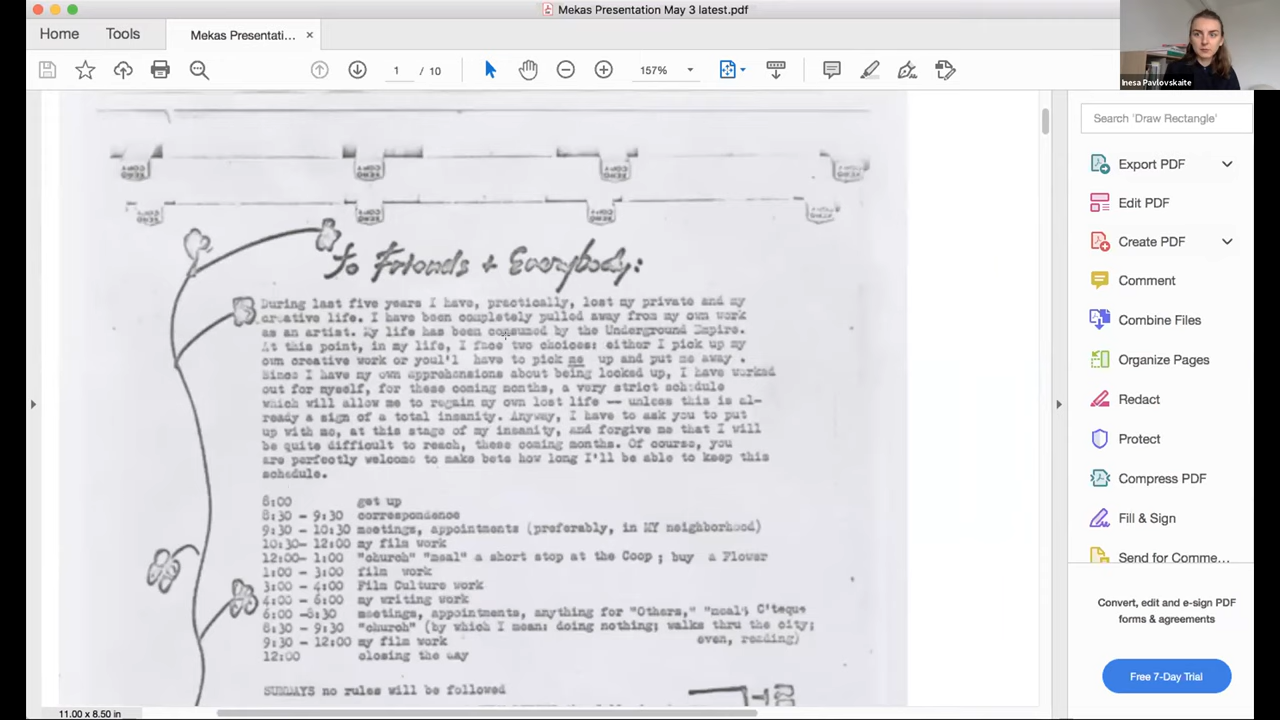 Mekas Presentation May 3 latest.pdf
Home
Tools
Mekas Presentati...
1 / 10
157%
Inesa Pavlovskaite
Search 'Draw Rectangle'
Export PDF
Edit PDF
Create PDF
Comment
Combine Files
Organize Pages
Redact
Protect
Compress PDF
Fill & Sign
Send for Comme...
Convert, edit and e-sign PDF
forms & agreements
Free 7-Day Trial
To Friends + Everybody:
During last five years I have, practically, lost my private and my
creative life. I have been completely pulled away from my own work
as an artist. My life has been consumed by the Underground Empire.
At this point, in my life, I face two choices: either I pick up my
own creative work or youl'l have to pick me up and put me away .
Since I have my own apprehensions about being locked up, I have worked
out for myself, for these coming months, a very strict schedule
which will allow me to regain my own lost life -- unless this is al-
ready a sign of a total insanity. Anyway, I have to ask you to put
up with me, at this stage of my insanity, and forgive me that I will
be quite difficult to reach, these coming months. Of course, you
are perfectly welcome to make bets how long I'll be able to keep this
schedule.
8:00 get up
8:30 - 9:30 correspondence
9:30 - 10:30 meetings, appointments (preferably, in MY neighborhood)
10:30- 12:00 my film work
12:00- 1:00 "church" "meal" a short stop at the Coop; buy a Flower
1:00 - 3:00 film work
3:00 - 4:00 Film Culture work
4:00 - 6:00 my writing work
6:00 -8:30 meetings, appointments, anything for "Others," "meal; C'teque
8:30 - 9:30 "church" (by which I mean: doing nothing; walks thru the city;
even, reading)
9:30 - 12:00 my film work
12:00 closing the day
SUNDAYS no rules will be followed
11.00 x 8.50 in